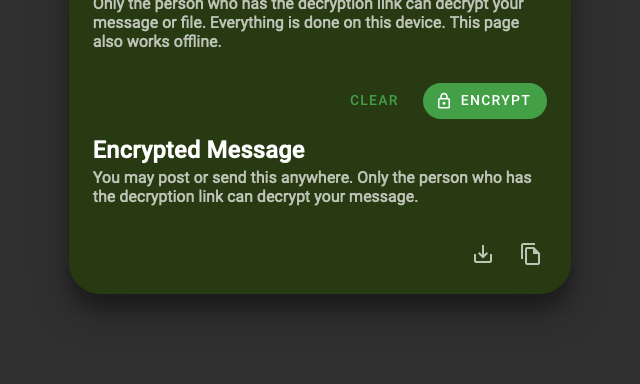 Only the person who has the decryption link can decrypt your
message or file. Everything is done on this device. This page
also works offline.
CLEAR
ENCRYPT
Encrypted Message
You may post or send this anywhere. Only the person who has
the decryption link can decrypt your message.